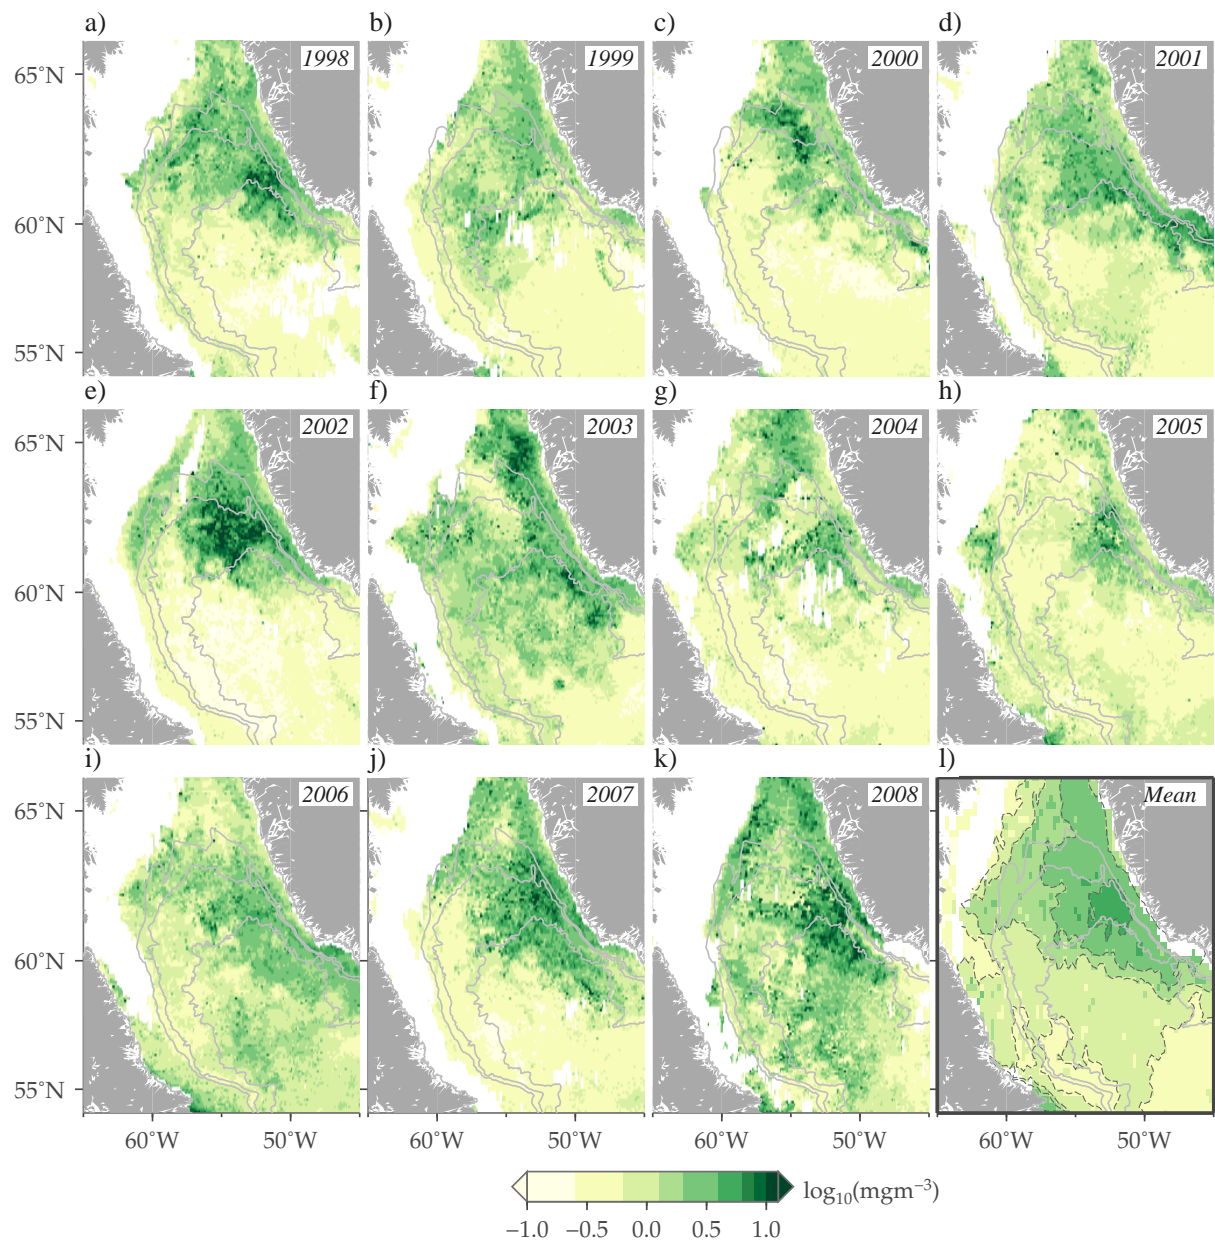 a) b) c) d)
65°N 1998 1999 2000 2001
60°N
55°N
e) f) g) h)
65°N 2002 2003 2004 2005
60°N
55°N
i) j) k) l)
65°N 2006 2007 2008 Mean
60°N
55°N
60°W 50°W 60°W 50°W 60°W 50°W 60°W 50°W
log₁₀(mgm⁻³)
−1.0 −0.5 0.0 0.5 1.0